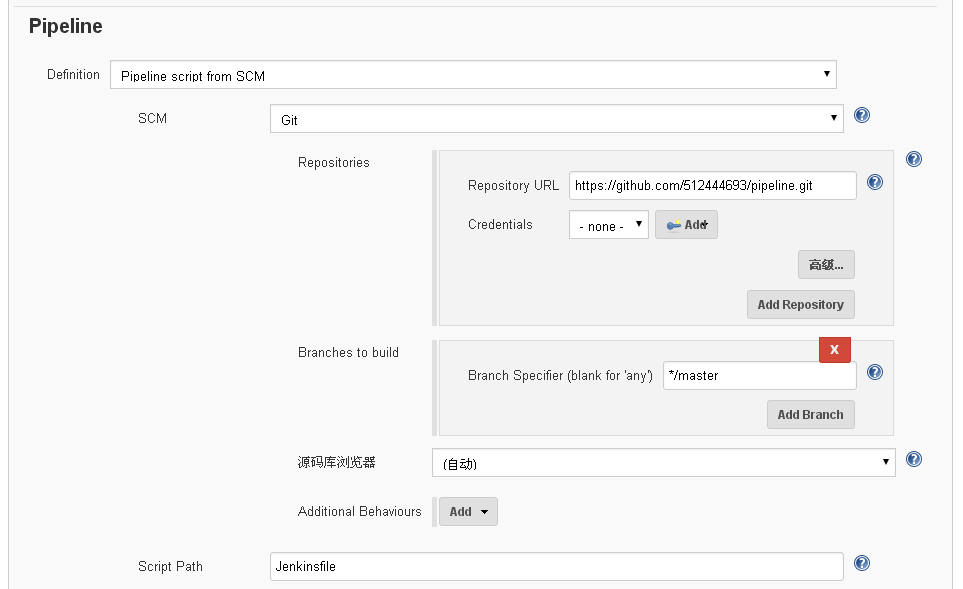 Pipeline
Definition Pipeline script from SCM
SCM Git
Repositories
Repository URL https://github.com/512444693/pipeline.git
Credentials - none - Add
高级...
Add Repository
Branches to build
X
Branch Specifier (blank for 'any') */master
Add Branch
源码库浏览器 (自动)
Additional Behaviours Add
Script Path Jenkinsfile